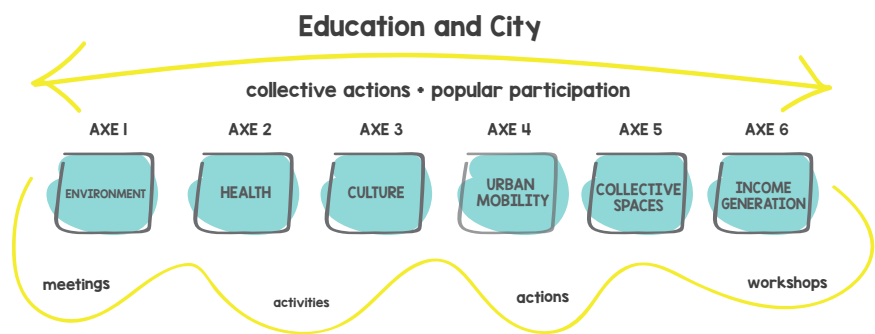 Education and City
collective actions • popular participation
AXE 1
AXE 2
AXE 3
AXE 4
AXE 5
AXE 6
ENVIRONMENT
HEALTH
CULTURE
URBAN
MOBILITY
COLLECTIVE
SPACES
INCOME
GENERATION
meetings
activities
actions
workshops